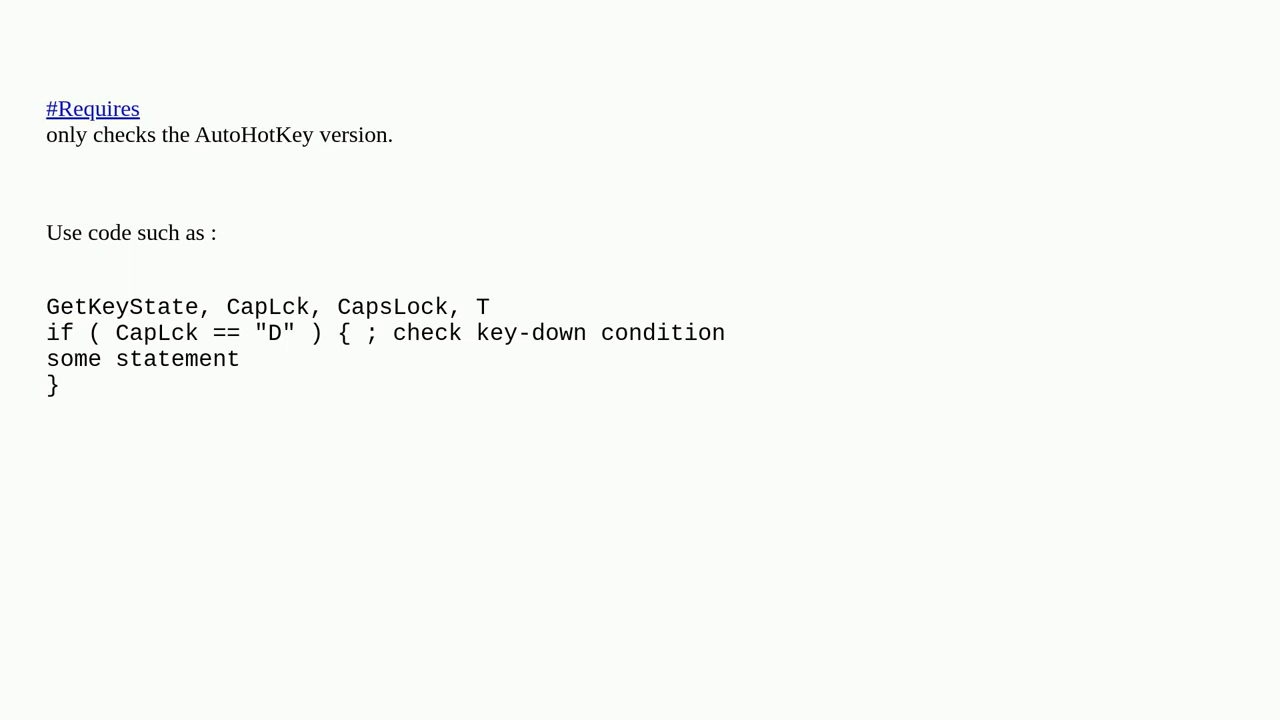 #Requires
only checks the AutoHotKey version.
Use code such as :
GetKeyState, CapLck, CapsLock, T
if ( CapLck == "D" ) { ; check key-down condition
some statement
}